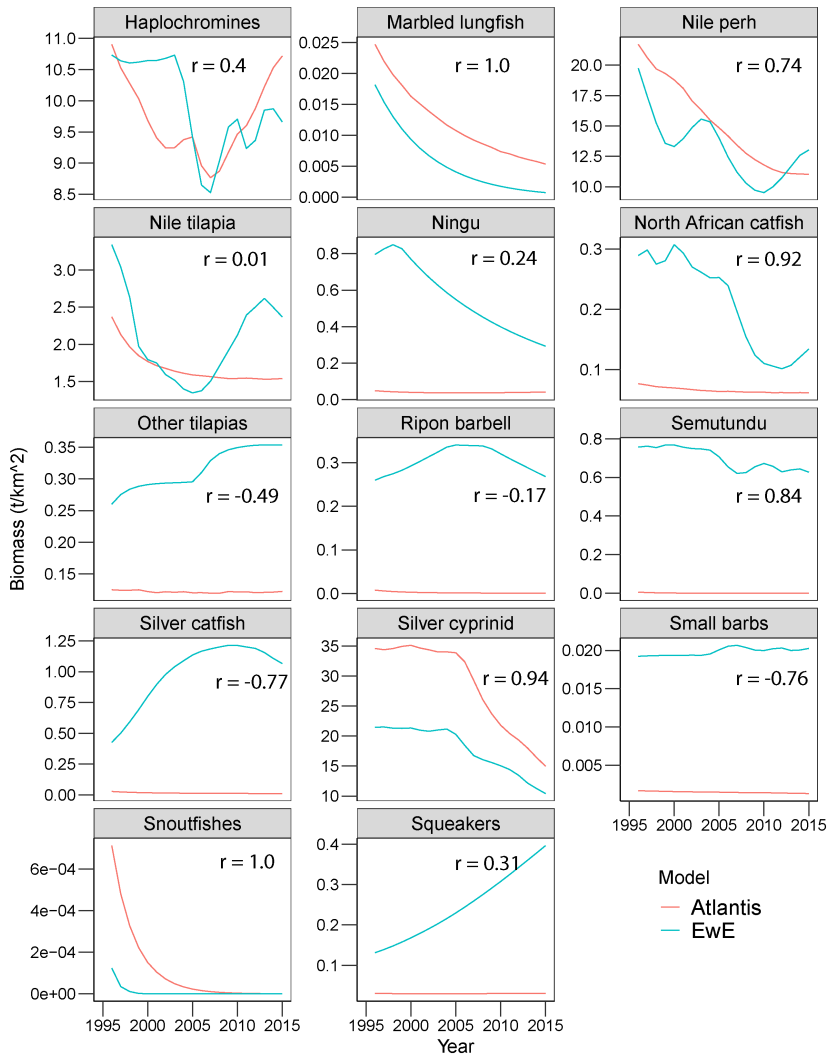 Haplochromines
Marbled lungfish
Nile perh
11.0
10.5
10.0
9.5
9.0
8.5
r = 0.4
0.025
0.020
0.015
0.010
0.005
0.000
r = 1.0
20.0
17.5
15.0
12.5
10.0
r = 0.74
Nile tilapia
Ningu
North African catfish
3.0
2.5
2.0
1.5
r = 0.01
0.8
0.6
0.4
0.2
0.0
r = 0.24
0.3
0.2
0.1
r = 0.92
Other tilapias
Ripon barbell
Semutundu
0.35
0.30
0.25
0.20
0.15
r = -0.49
0.3
0.2
0.1
0.0
r = -0.17
0.8
0.6
0.4
0.2
0.0
r = 0.84
Biomass (t/km^2)
Silver catfish
Silver cyprinid
Small barbs
1.25
1.00
0.75
0.50
0.25
0.00
r = -0.77
35
30
25
20
15
10
r = 0.94
0.020
0.015
0.010
0.005
r = -0.76
1995 2000 2005 2010 2015
Snoutfishes
Squeakers
6e−04
4e−04
2e−04
0e+00
r = 1.0
0.4
0.3
0.2
0.1
r = 0.31
1995 2000 2005 2010 2015
1995 2000 2005 2010 2015
Year
Model
Atlantis
EwE